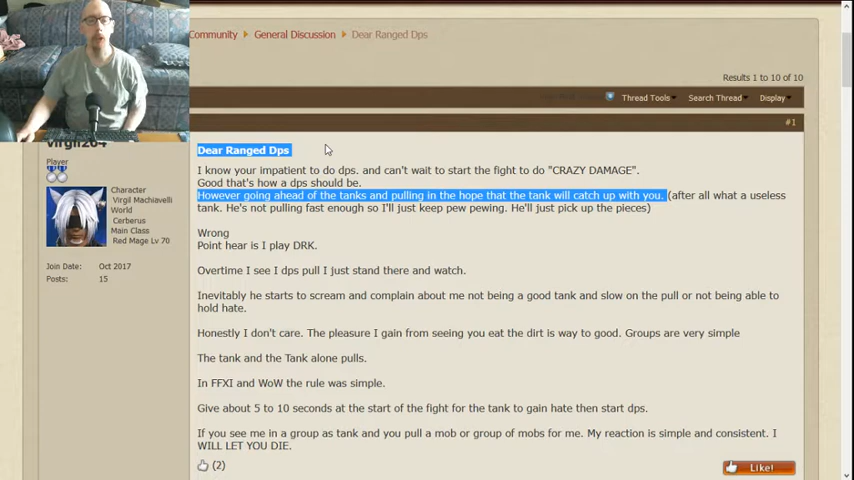 Community General Discussion Dear Ranged Dps
Results 1 to 10 of 10
Thread Tools Search Thread Display
#1
virgil264
Player
Character
Virgil Machiavelli
World
Cerberus
Main Class
Red Mage Lv 70
Join Date: Oct 2017
Posts: 15
Dear Ranged Dps
I know your impatient to do dps. and can't wait to start the fight to do "CRAZY DAMAGE".
Good that's how a dps should be.
However going ahead of the tanks and pulling in the hope that the tank will catch up with you. (after all what a useless
tank. He's not pulling fast enough so I'll just keep pew pewing. He'll just pick up the pieces)
Wrong
Point hear is I play DRK.
Overtime I see I dps pull I just stand there and watch.
Inevitably he starts to scream and complain about me not being a good tank and slow on the pull or not being able to
hold hate.
Honestly I don't care. The pleasure I gain from seeing you eat the dirt is way to good. Groups are very simple
The tank and the Tank alone pulls.
In FFXI and WoW the rule was simple.
Give about 5 to 10 seconds at the start of the fight for the tank to gain hate then start dps.
If you see me in a group as tank and you pull a mob or group of mobs for me. My reaction is simple and consistent. I
WILL LET YOU DIE.
(2)
Like!